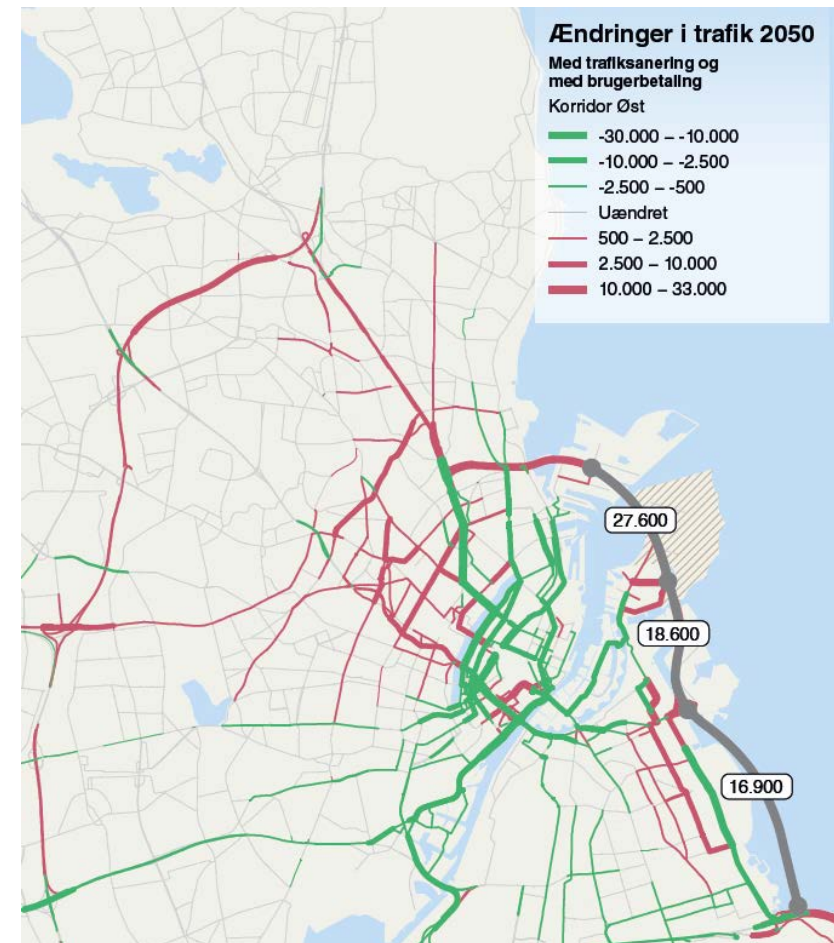 Ændringer i trafik 2050
Med trafiksanering og
med brugerbetaling
Korridor Øst
-30.000 – -10.000
-10.000 – -2.500
-2.500 – -500
Uændret
500 – 2.500
2.500 – 10.000
10.000 – 33.000
27.600
18.600
16.900